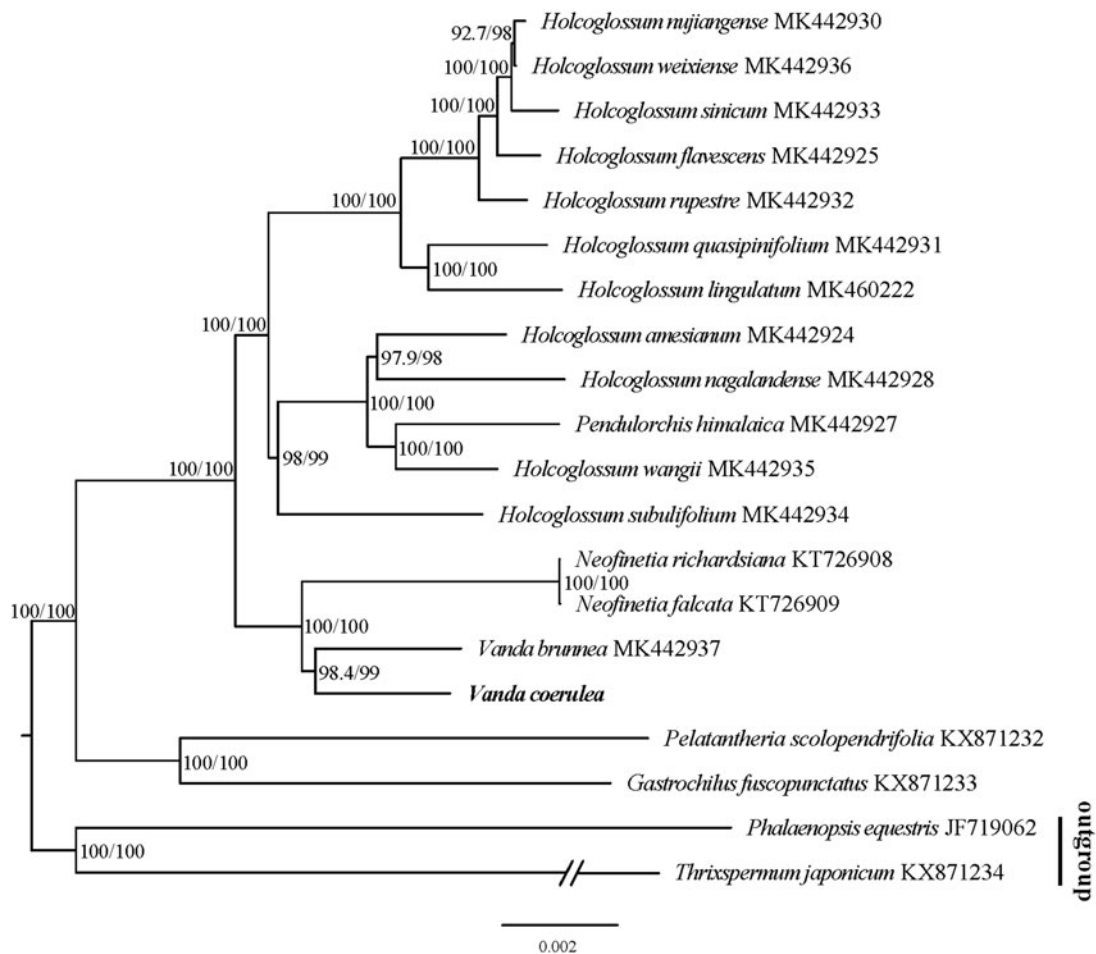 Holcoglossum nujiangense MK442930
92.7/98
Holcoglossum weixiense MK442936
100/100
Holcoglossum sinicum MK442933
100/100
Holcoglossum flavescens MK442925
100/100
Holcoglossum rupestre MK442932
100/100
Holcoglossum quasipinifolium MK442931
100/100
Holcoglossum lingulatum MK460222
100/100
Holcoglossum amesianum MK442924
97.9/98
Holcoglossum nagalandense MK442928
100/100
Pendulorchis himalaica MK442927
100/100
98/99
Holcoglossum wangii MK442935
100/100
Holcoglossum subulifolium MK442934
Neofinetia richardsiana KT726908
100/100
Neofinetia falcata KT726909
100/100
100/100
Vanda brunnea MK442937
98.4/99
Vanda coerulea
Pelatantheria scolopendrifolia KX871232
100/100
Gastrochilus fuscopunctatus KX871233
Phalaenopsis equestris JF719062
100/100
Thrixspermum japonicum KX871234
outgroup
0.002